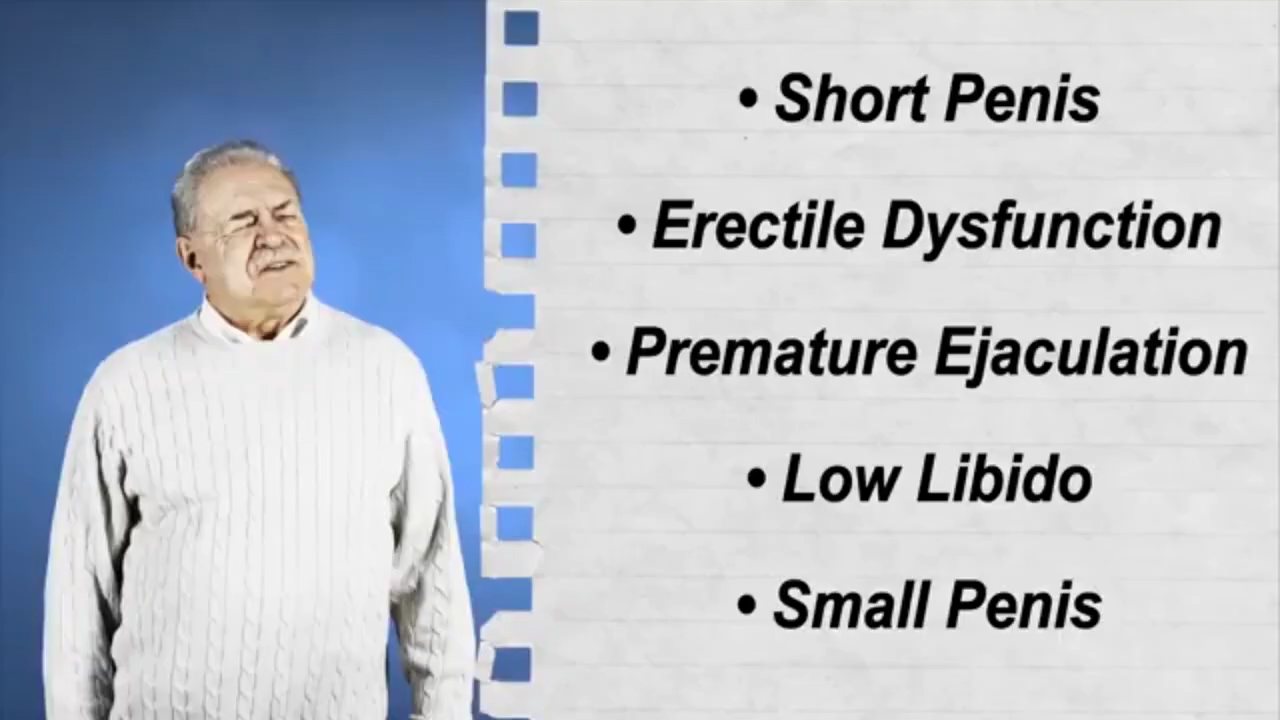 • Short Penis
• Erectile Dysfunction
• Premature Ejaculation
• Low Libido
• Small Penis